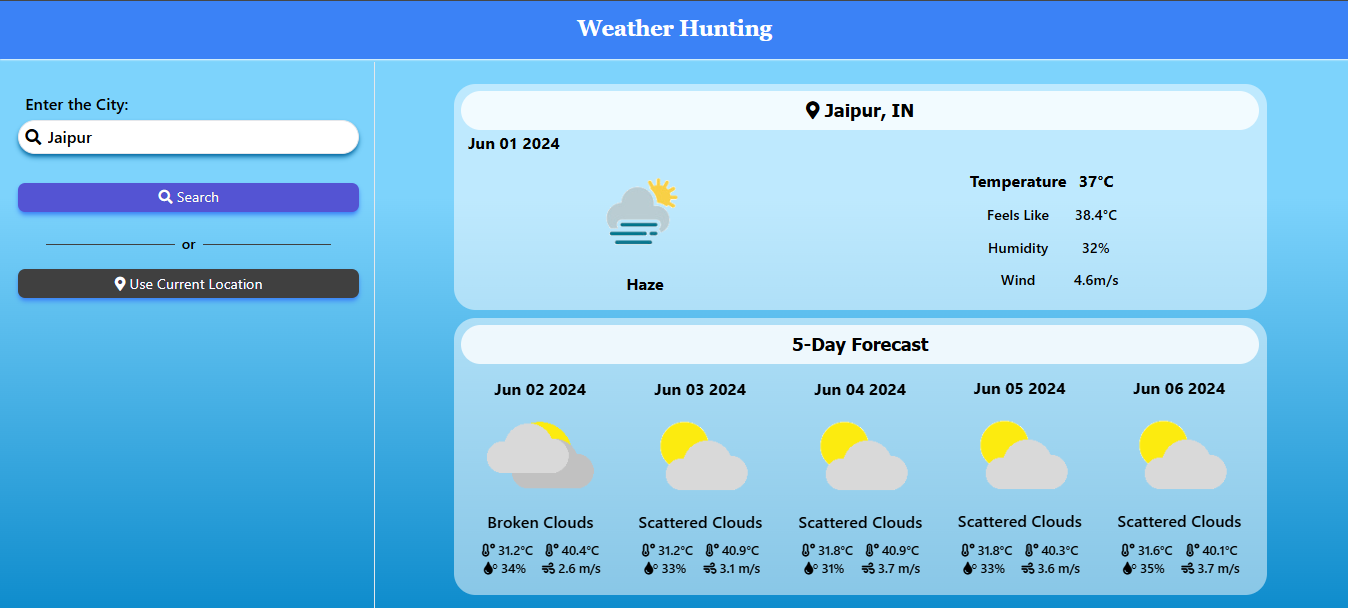 Weather Hunting
Enter the City:
Jaipur
Search
or
Use Current Location
Jaipur, IN
Jun 01 2024
Haze
Temperature 37°C
Feels Like 38.4°C
Humidity 32%
Wind 4.6m/s
5-Day Forecast
Jun 02 2024 Jun 03 2024 Jun 04 2024 Jun 05 2024 Jun 06 2024
Broken Clouds Scattered Clouds Scattered Clouds Scattered Clouds Scattered Clouds
31.2°C 40.4°C 31.2°C 40.9°C 31.8°C 40.9°C 31.8°C 40.3°C 31.6°C 40.1°C
34% 2.6 m/s 33% 3.1 m/s 31% 3.7 m/s 33% 3.6 m/s 35% 3.7 m/s